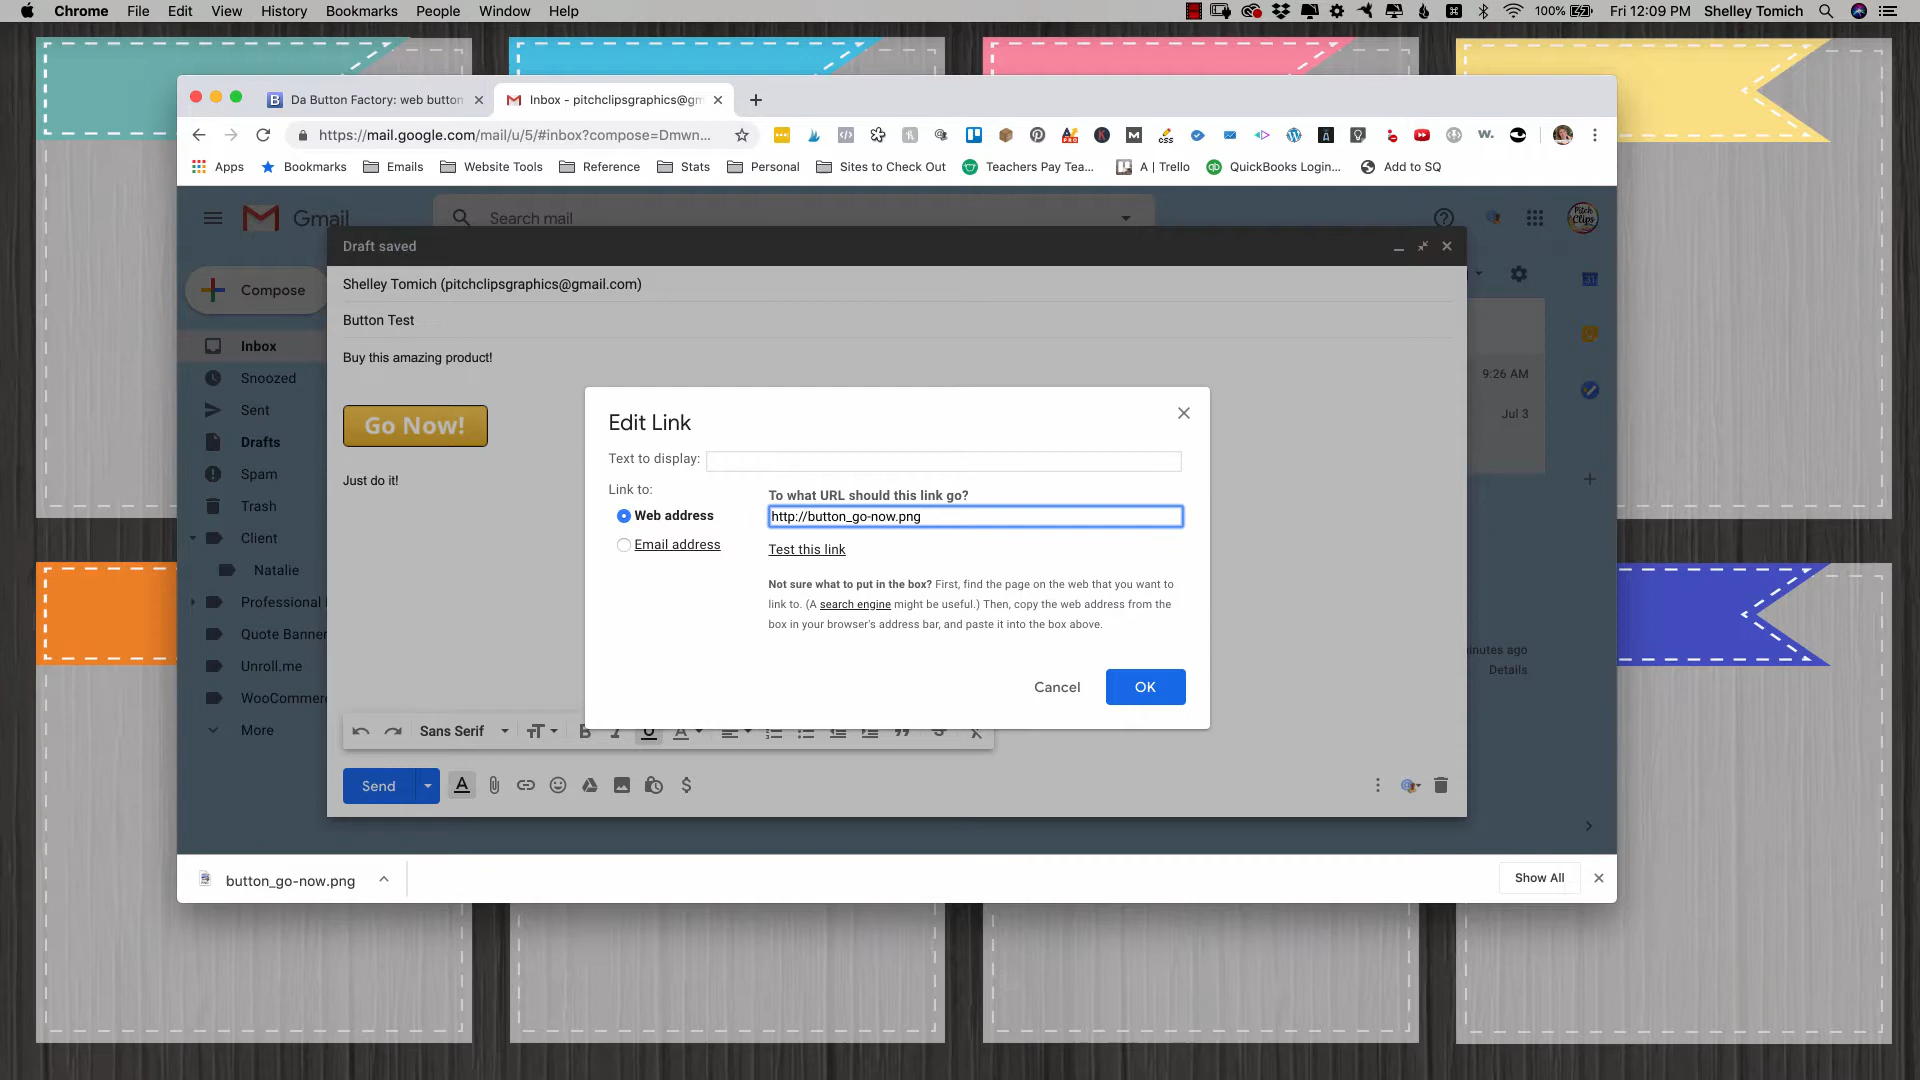 Chrome File Edit View History Bookmarks People Window Help
100% Fri 12:09 PM Shelley Tomich
Da Button Factory: web button
Inbox - pitchclipsgraphics@gm
https://mail.google.com/mail/u/5/#inbox?compose=Dmwn...
Apps Bookmarks Emails Website Tools Reference Stats Personal Sites to Check Out Teachers Pay Tea... A | Trello QuickBooks Login... Add to SQ
Gmail
Search mail
Draft saved
Compose
Shelley Tomich (pitchclipsgraphics@gmail.com)
Button Test
Inbox
Buy this amazing product!
9:26 AM
Snoozed
Sent
Jul 3
Go Now!
Edit Link
Drafts
Text to display:
Spam
Just do it!
Link to:
To what URL should this link go?
Trash
Web address
http://button_go-now.png
Client
Email address
Test this link
Natalie
Not sure what to put in the box? First, find the page on the web that you want to
link to. (A search engine might be useful.) Then, copy the web address from the
box in your browser's address bar, and paste it into the box above.
Professional
Quote Banner
inutes ago
Unroll.me
Details
Cancel
OK
WooCommer
More
Sans Serif
Send
button_go-now.png
Show All